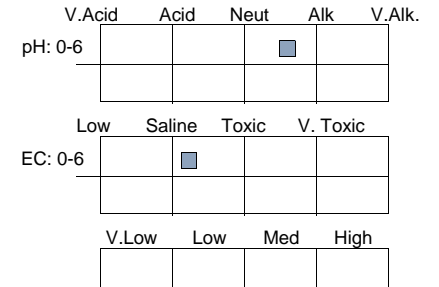 V.Acid Acid Neut Alk V.Alk.
pH: 0-6
Low Saline Toxic V. Toxic
EC: 0-6
V.Low Low Med High